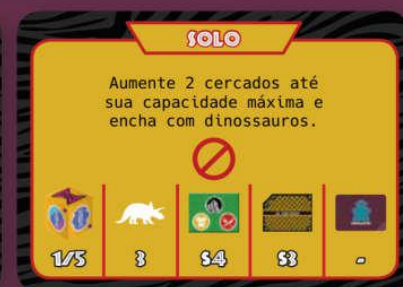 SOLO
Aumente 2 cercados até
sua capacidade máxima e
encha com dinossauros.
1/5 3 $4 $3 -